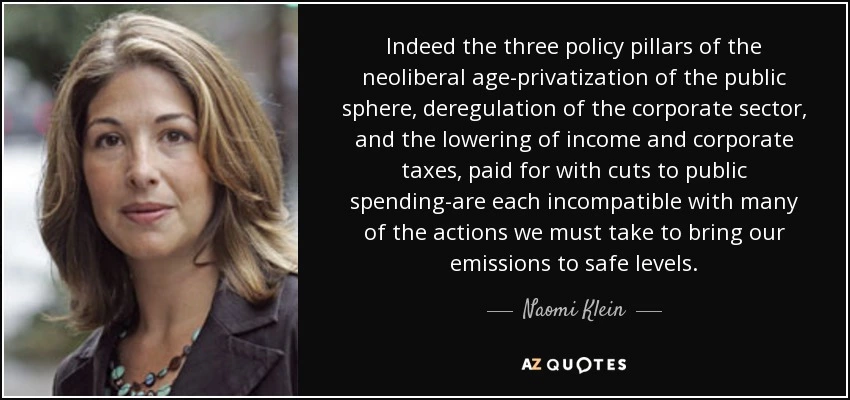 Indeed the three policy pillars of the
neoliberal age-privatization of the public
sphere, deregulation of the corporate sector,
and the lowering of income and corporate
taxes, paid for with cuts to public
spending-are each incompatible with many
of the actions we must take to bring our
emissions to safe levels.
Naomi Klein
AZ QUOTES